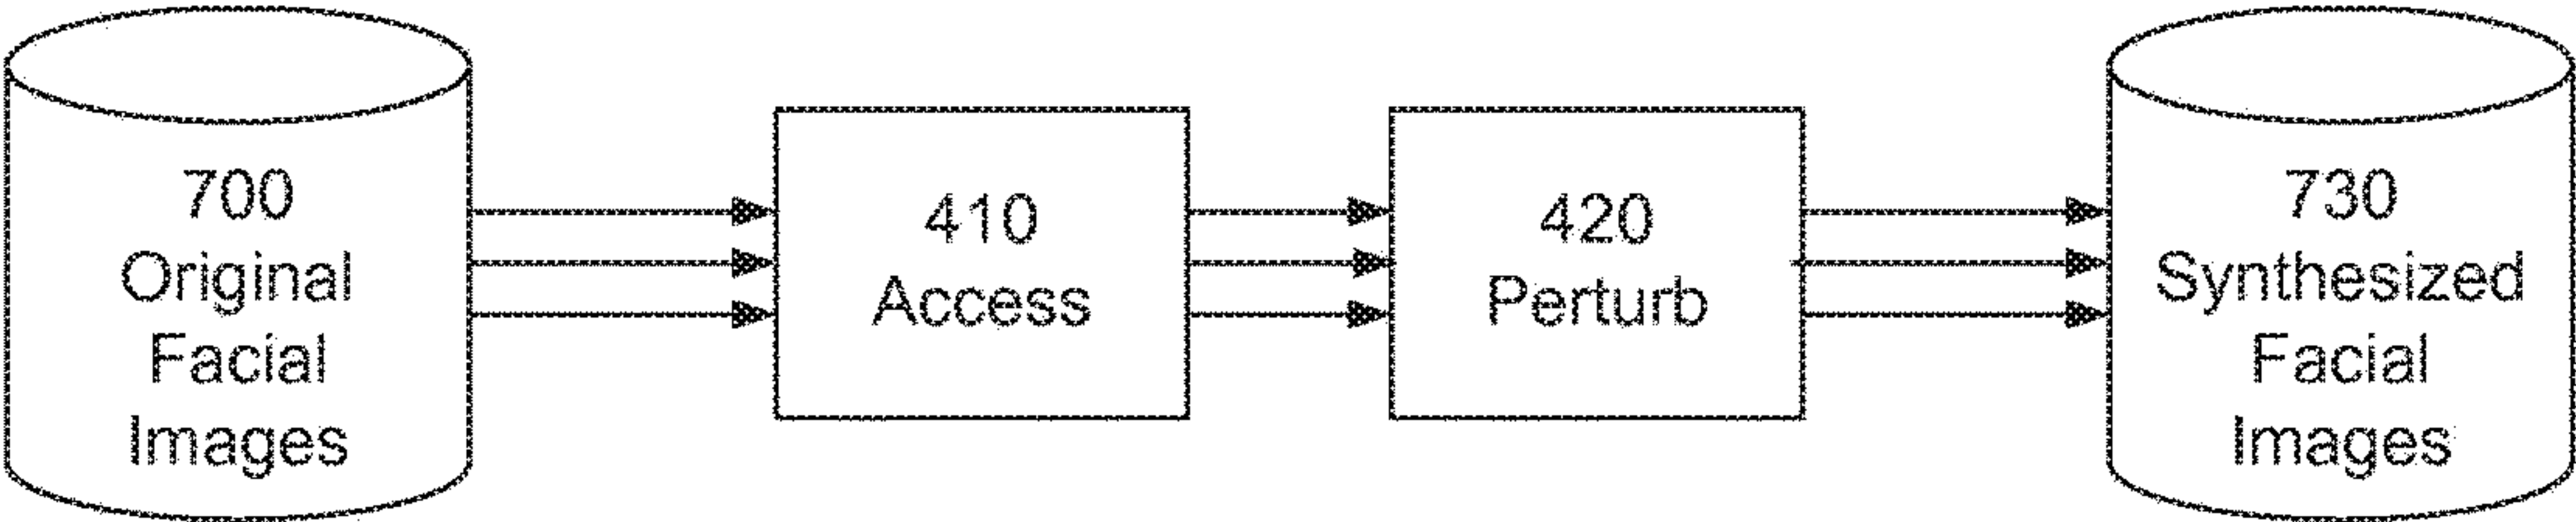 700
Original
Facial
Images
410
Access
420
Perturb
730
Synthesized
Facial
Images